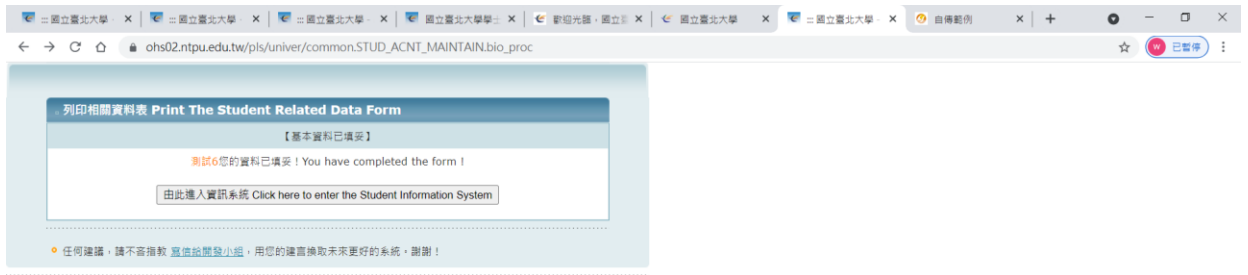 :: 國立臺北大學 - :: 國立臺北大學 - :: 國立臺北大學 - 國立臺北大學學士 歡迎光臨，國立 國立臺北大學 :: 國立臺北大學 - 自傳範例
ohs02.ntpu.edu.tw/pls/univer/common.STUD_ACNT_MAINTAIN.bio_proc W 已暫停
列印相關資料表 Print The Student Related Data Form
【基本資料已填妥】
測試6您的資料已填妥！You have completed the form !
由此進入資訊系統 Click here to enter the Student Information System
任何建議，請不吝指教 寫信給開發小組，用您的建言換取未來更好的系統。謝謝！